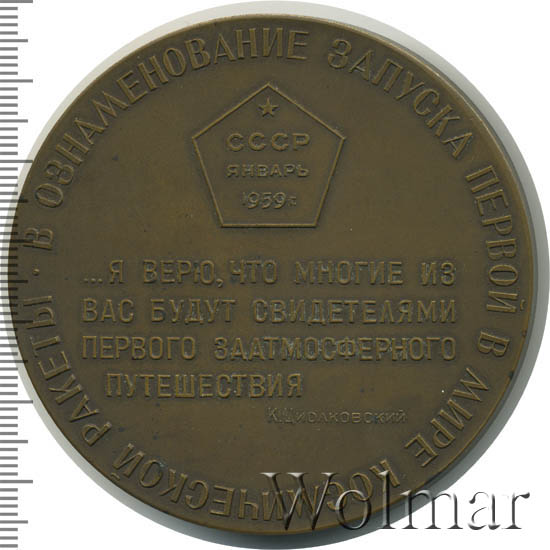 В ОЗНАМЕНОВАНИЕ ЗАПУСКА ПЕРВОЙ В МИРЕ КОСМИЧЕСКОЙ РАКЕТЫ ·
СССР
ЯНВАРЬ
1959 г.
...Я ВЕРЮ, ЧТО МНОГИЕ ИЗ
ВАС БУДУТ СВИДЕТЕЛЯМИ
ПЕРВОГО ЗААТМОСФЕРНОГО
ПУТЕШЕСТВИЯ
К.Циолковский
Wolmar